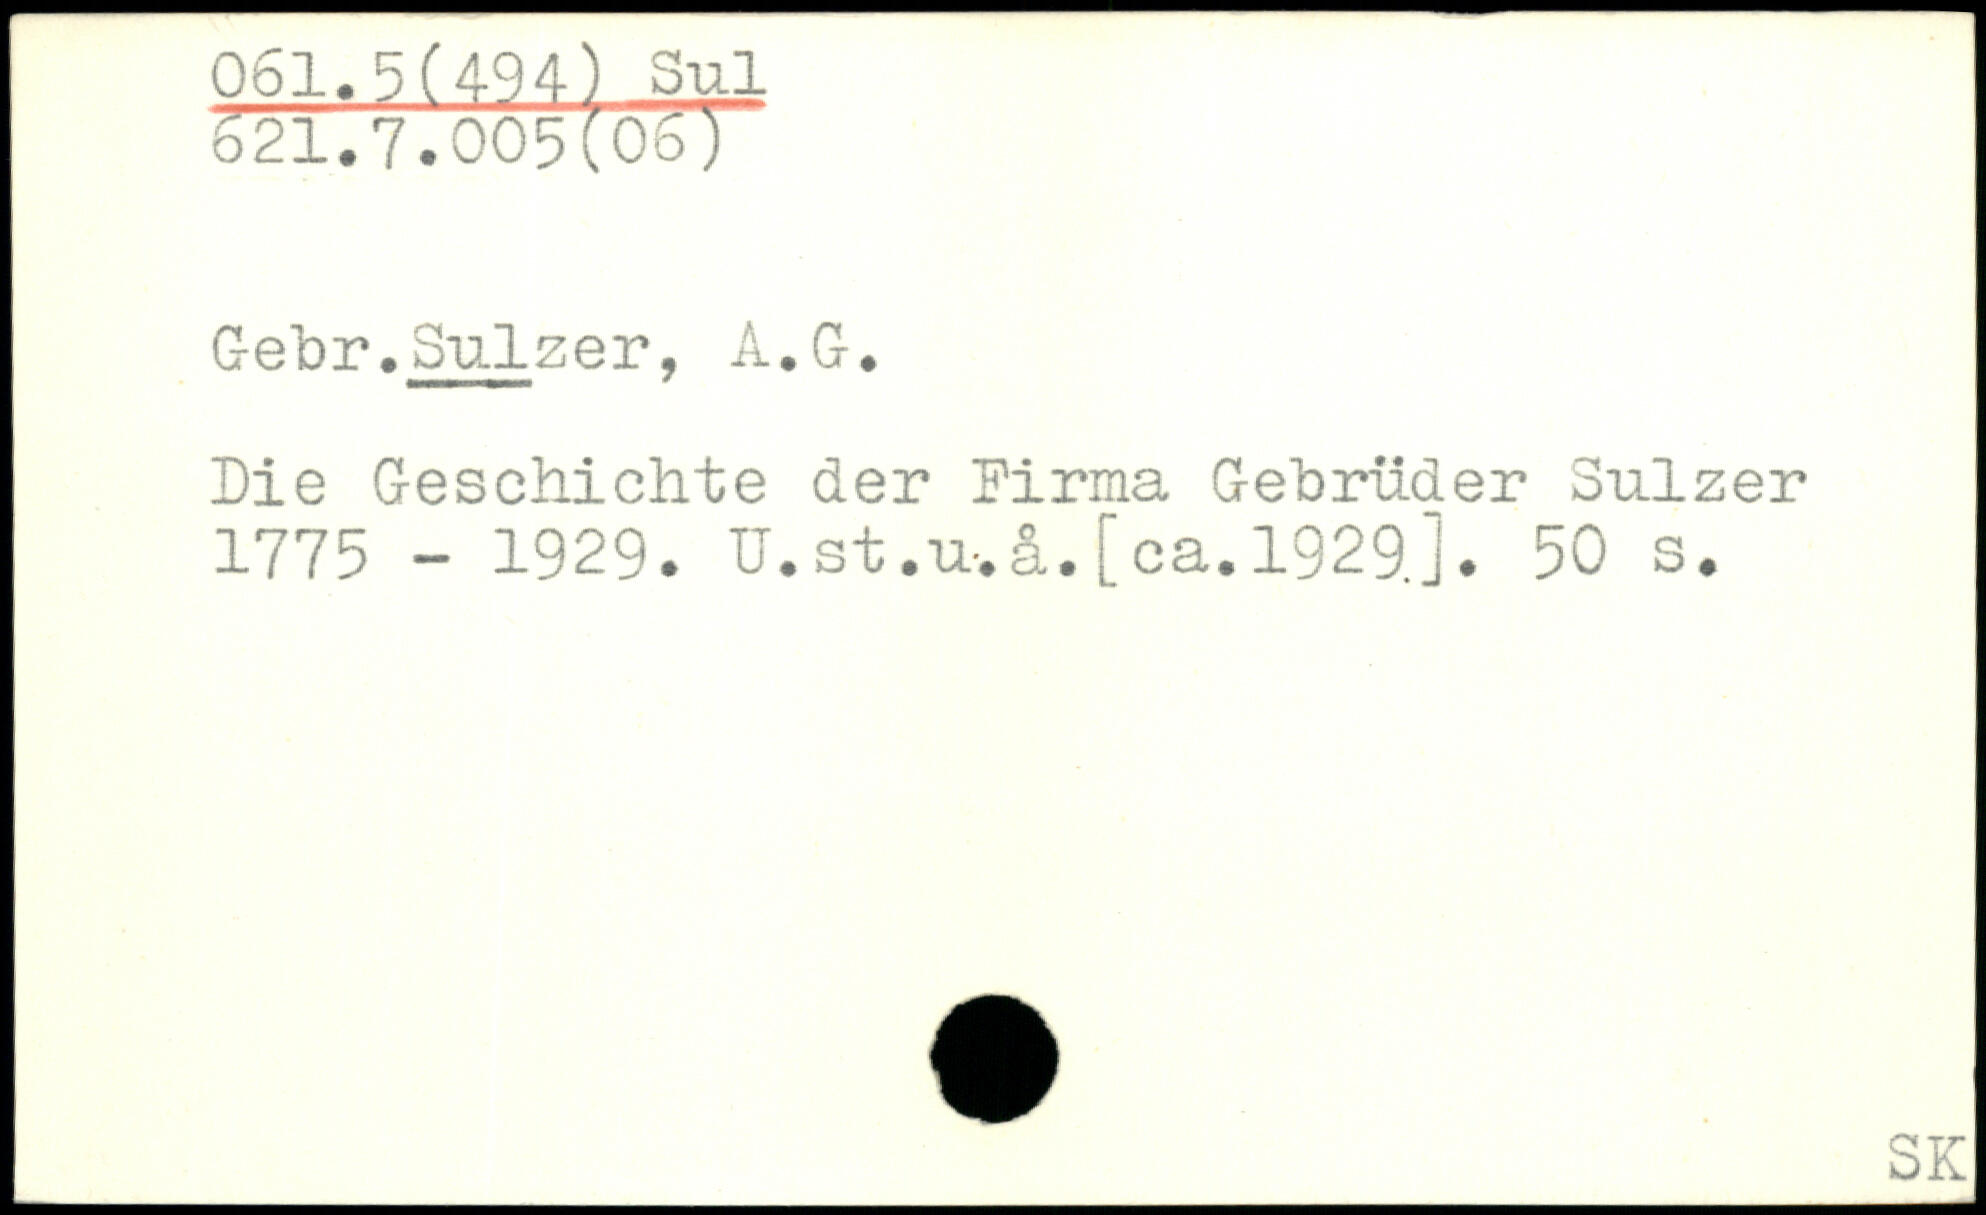 061.5(494) Sul
621.7.005(06)
Gebr.Sulzer, A.G.
Die Geschichte der Firma Gebrüder Sulzer
1775 - 1929. U.st.u.å.[ca.1929]. 50 s.
SK